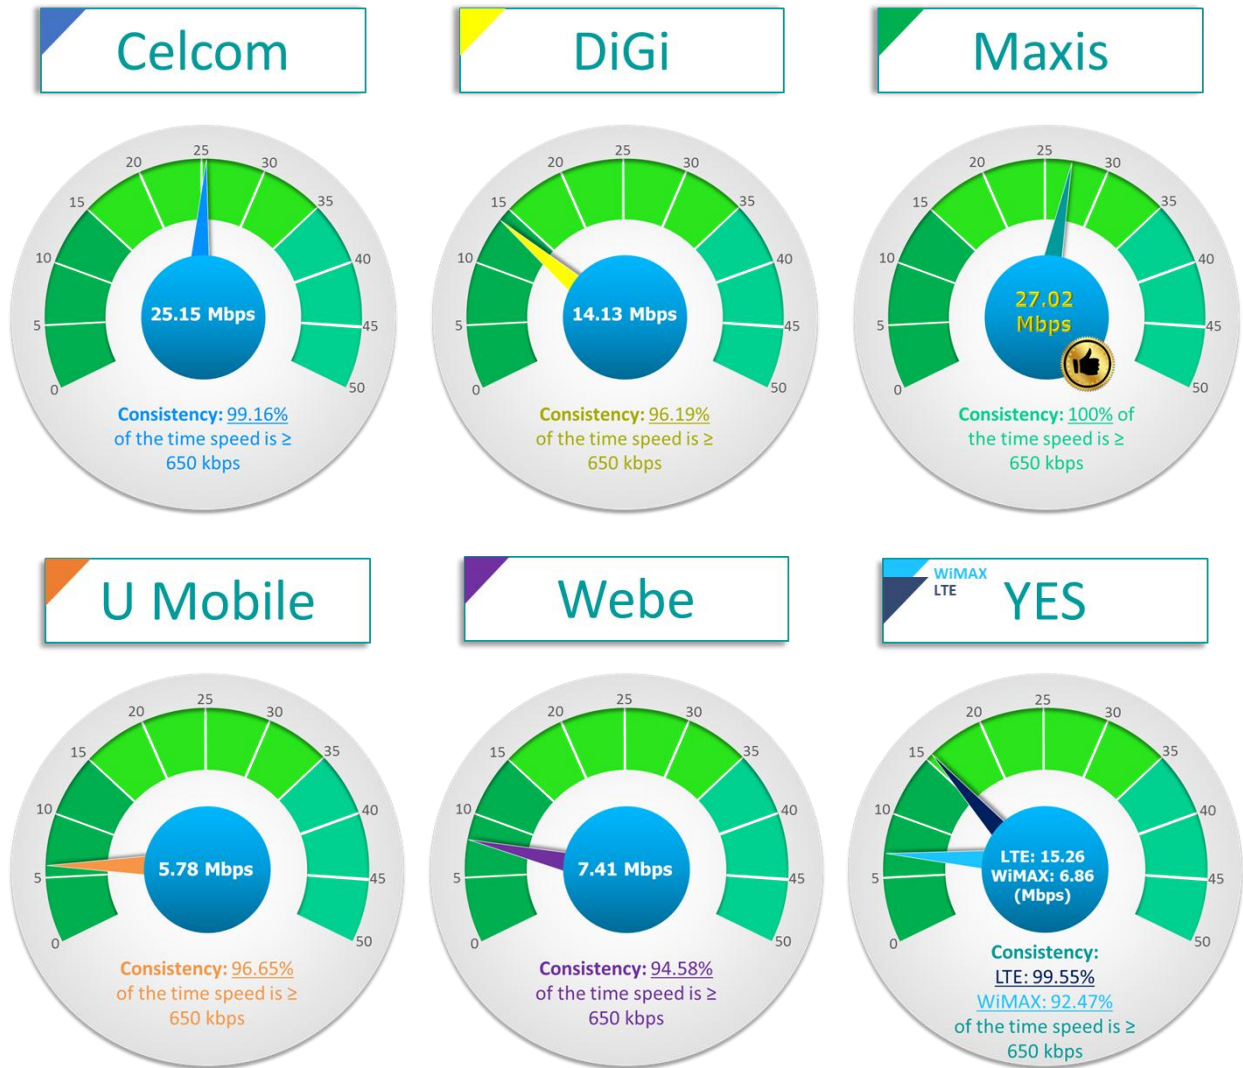 Celcom
DiGi
Maxis
0
5
10
15
20
25
30
35
40
45
50
25.15 Mbps
Consistency: 99.16%
of the time speed is ≥
650 kbps
0
5
10
15
20
25
30
35
40
45
50
14.13 Mbps
Consistency: 96.19%
of the time speed is ≥
650 kbps
0
5
10
15
20
25
30
35
40
45
50
27.02
Mbps
Consistency: 100% of
the time speed is ≥
650 kbps
U Mobile
Webe
WiMAX
LTE
YES
0
5
10
15
20
25
30
35
40
45
50
5.78 Mbps
Consistency: 96.65%
of the time speed is ≥
650 kbps
0
5
10
15
20
25
30
35
40
45
50
7.41 Mbps
Consistency: 94.58%
of the time speed is ≥
650 kbps
0
5
10
15
20
25
30
35
40
45
50
LTE: 15.26
WiMAX: 6.86
(Mbps)
Consistency:
LTE: 99.55%
WiMAX: 92.47%
of the time speed is ≥
650 kbps